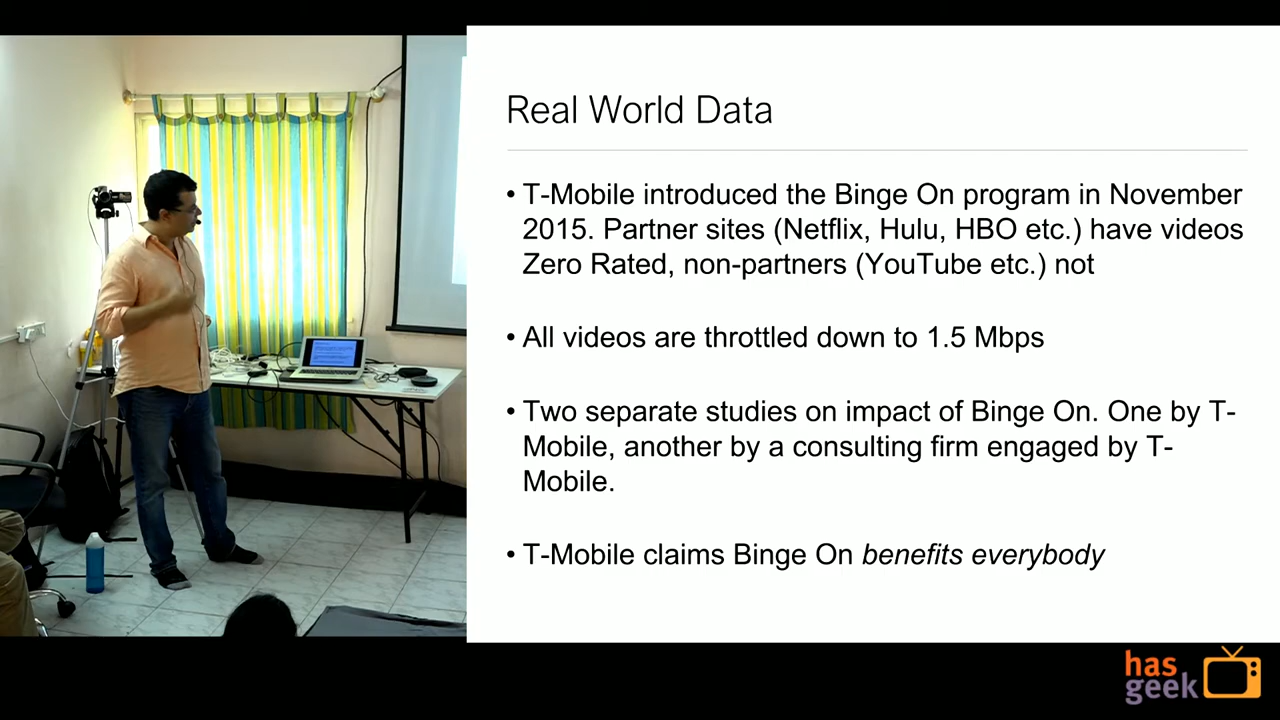 Real World Data
• T-Mobile introduced the Binge On program in November
2015. Partner sites (Netflix, Hulu, HBO etc.) have videos
Zero Rated, non-partners (YouTube etc.) not
• All videos are throttled down to 1.5 Mbps
• Two separate studies on impact of Binge On. One by T-
Mobile, another by a consulting firm engaged by T-
Mobile.
• T-Mobile claims Binge On benefits everybody
has
geek